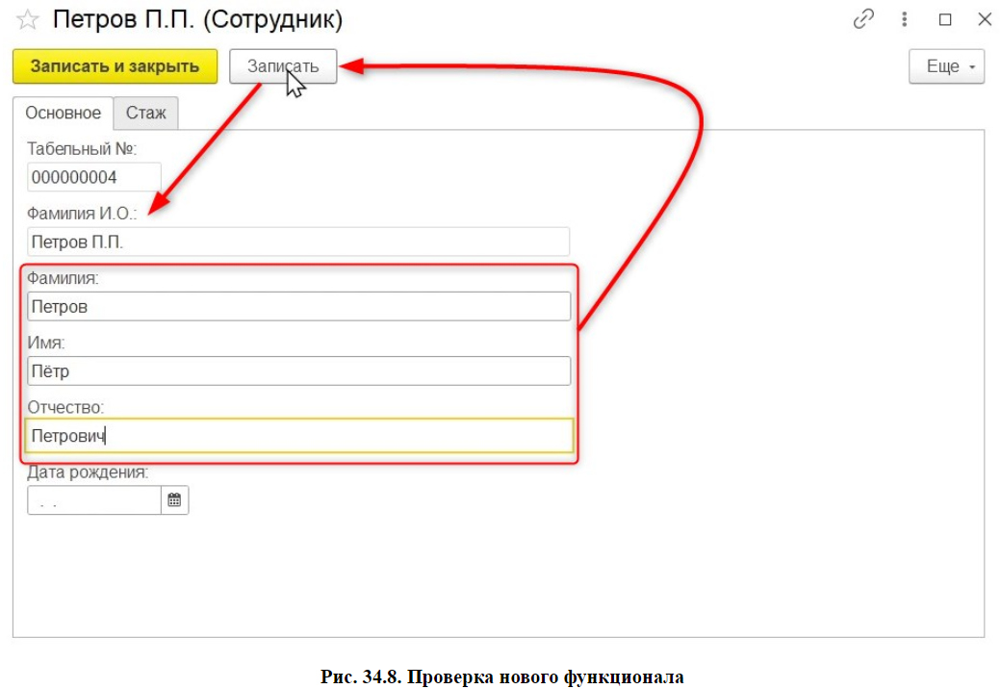 Петров П.П. (Сотрудник)
Записать и закрыть Записать Еще
Основное Стаж
Табельный №:
000000004
Фамилия И.О.:
Петров П.П.
Фамилия:
Петров
Имя:
Пётр
Отчество:
Петрович
Дата рождения:
. .
Рис. 34.8. Проверка нового функционала